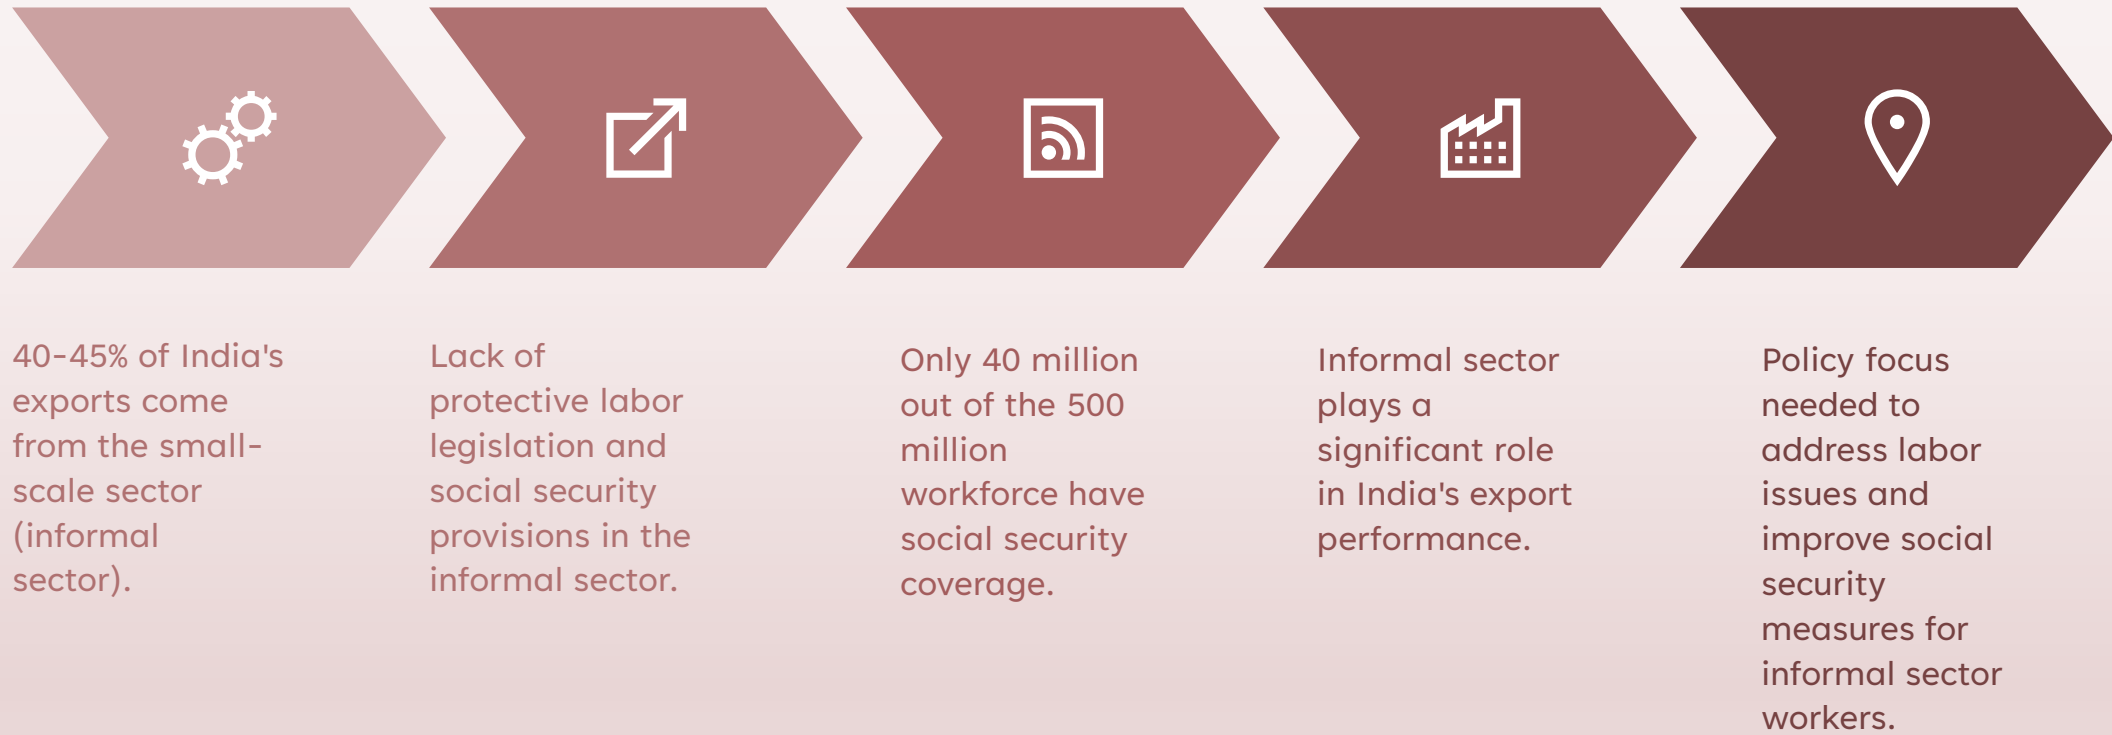 40-45% of India's
exports come
from the small-
scale sector
(informal
sector).
Lack of
protective labor
legislation and
social security
provisions in the
informal sector.
Only 40 million
out of the 500
million
workforce have
social security
coverage.
Informal sector
plays a
significant role
in India's export
performance.
Policy focus
needed to
address labor
issues and
improve social
security
measures for
informal sector
workers.